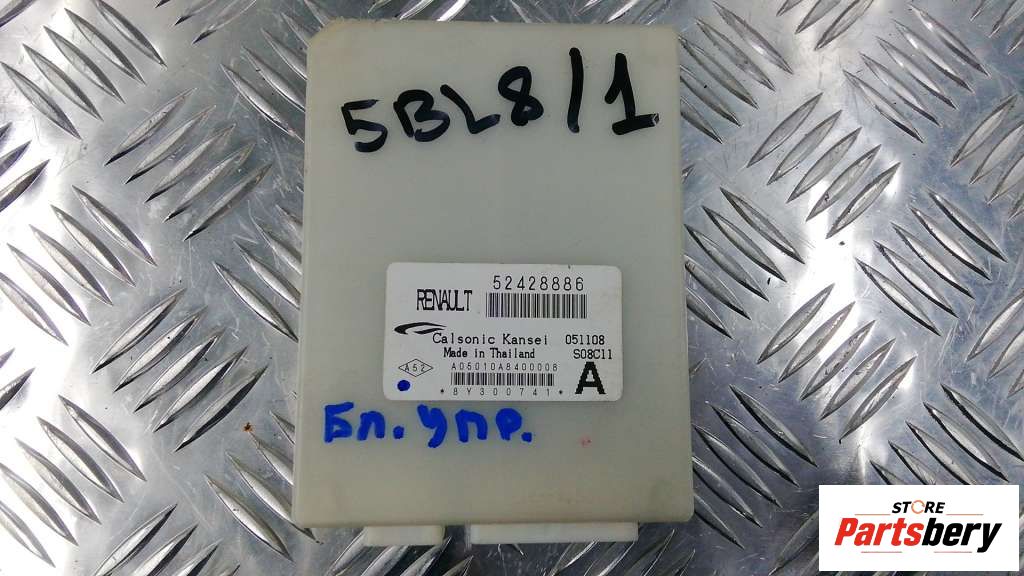 5BL8/1
RENAULT 52428886
Calsonic Kansei 051108
Made in Thailand S08C11
A52 A05010A8400008 A
*8Y300741*
Бл. упр.
STORE
Partsbery